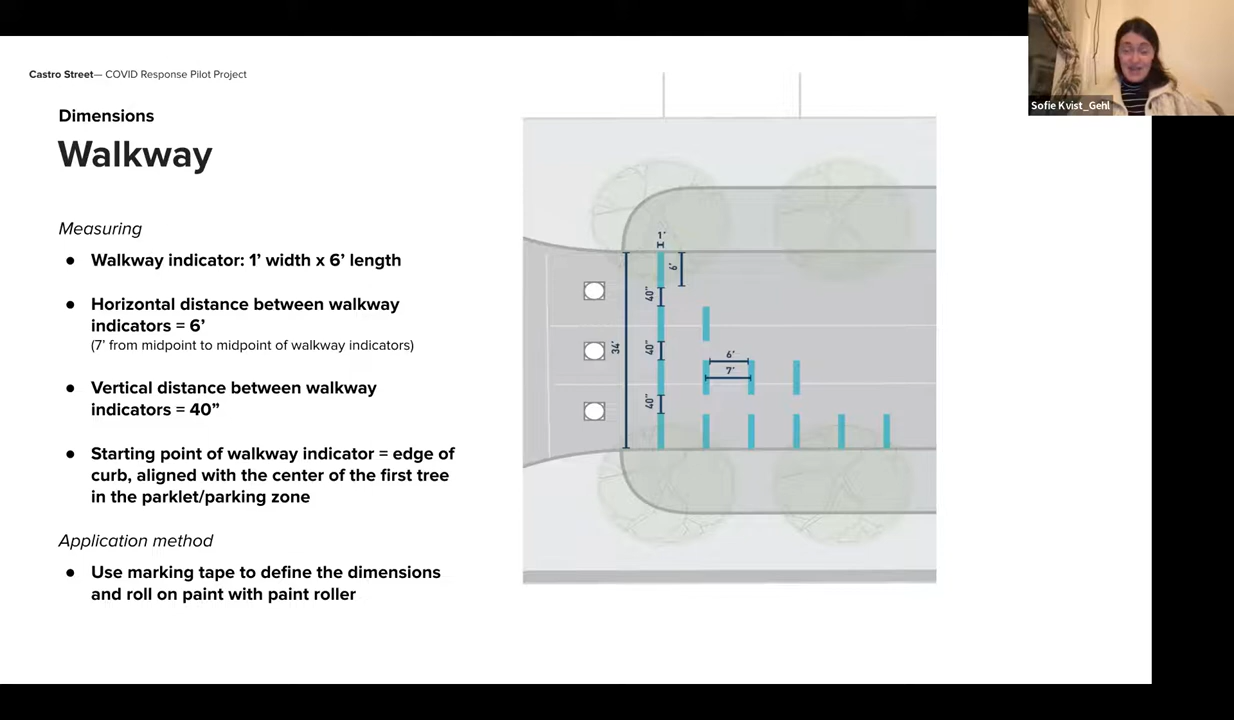 Castro Street— COVID Response Pilot Project
Sofie Kvist_Gehl
Dimensions
Walkway
Measuring
● Walkway indicator: 1’ width x 6’ length
● Horizontal distance between walkway
indicators = 6’
(7’ from midpoint to midpoint of walkway indicators)
● Vertical distance between walkway
indicators = 40”
● Starting point of walkway indicator = edge of
curb, aligned with the center of the first tree
in the parklet/parking zone
Application method
● Use marking tape to define the dimensions
and roll on paint with paint roller
1’
6’
40”
34’
40”
6’
7’
40”